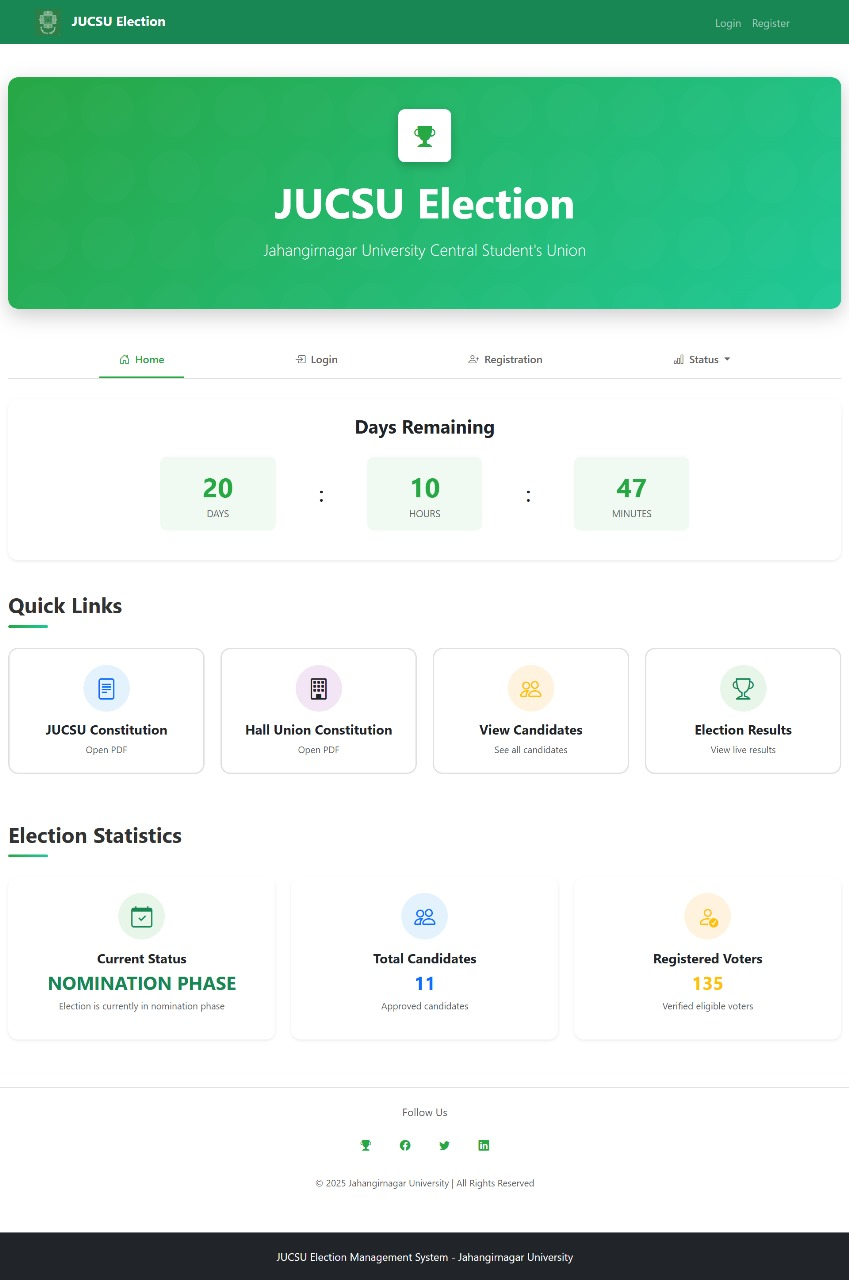 JUCSU Election
Login Register
JUCSU Election
Jahangirnagar University Central Student's Union
Home Login Registration Status
Days Remaining
20 : 10 : 47
DAYS HOURS MINUTES
Quick Links
JUCSU Constitution Hall Union Constitution View Candidates Election Results
Open PDF Open PDF See all candidates View live results
Election Statistics
Current Status Total Candidates Registered Voters
NOMINATION PHASE 11 135
Election is currently in nomination phase Approved candidates Verified eligible voters
Follow Us
© 2025 Jahangirnagar University | All Rights Reserved
JUCSU Election Management System - Jahangirnagar University